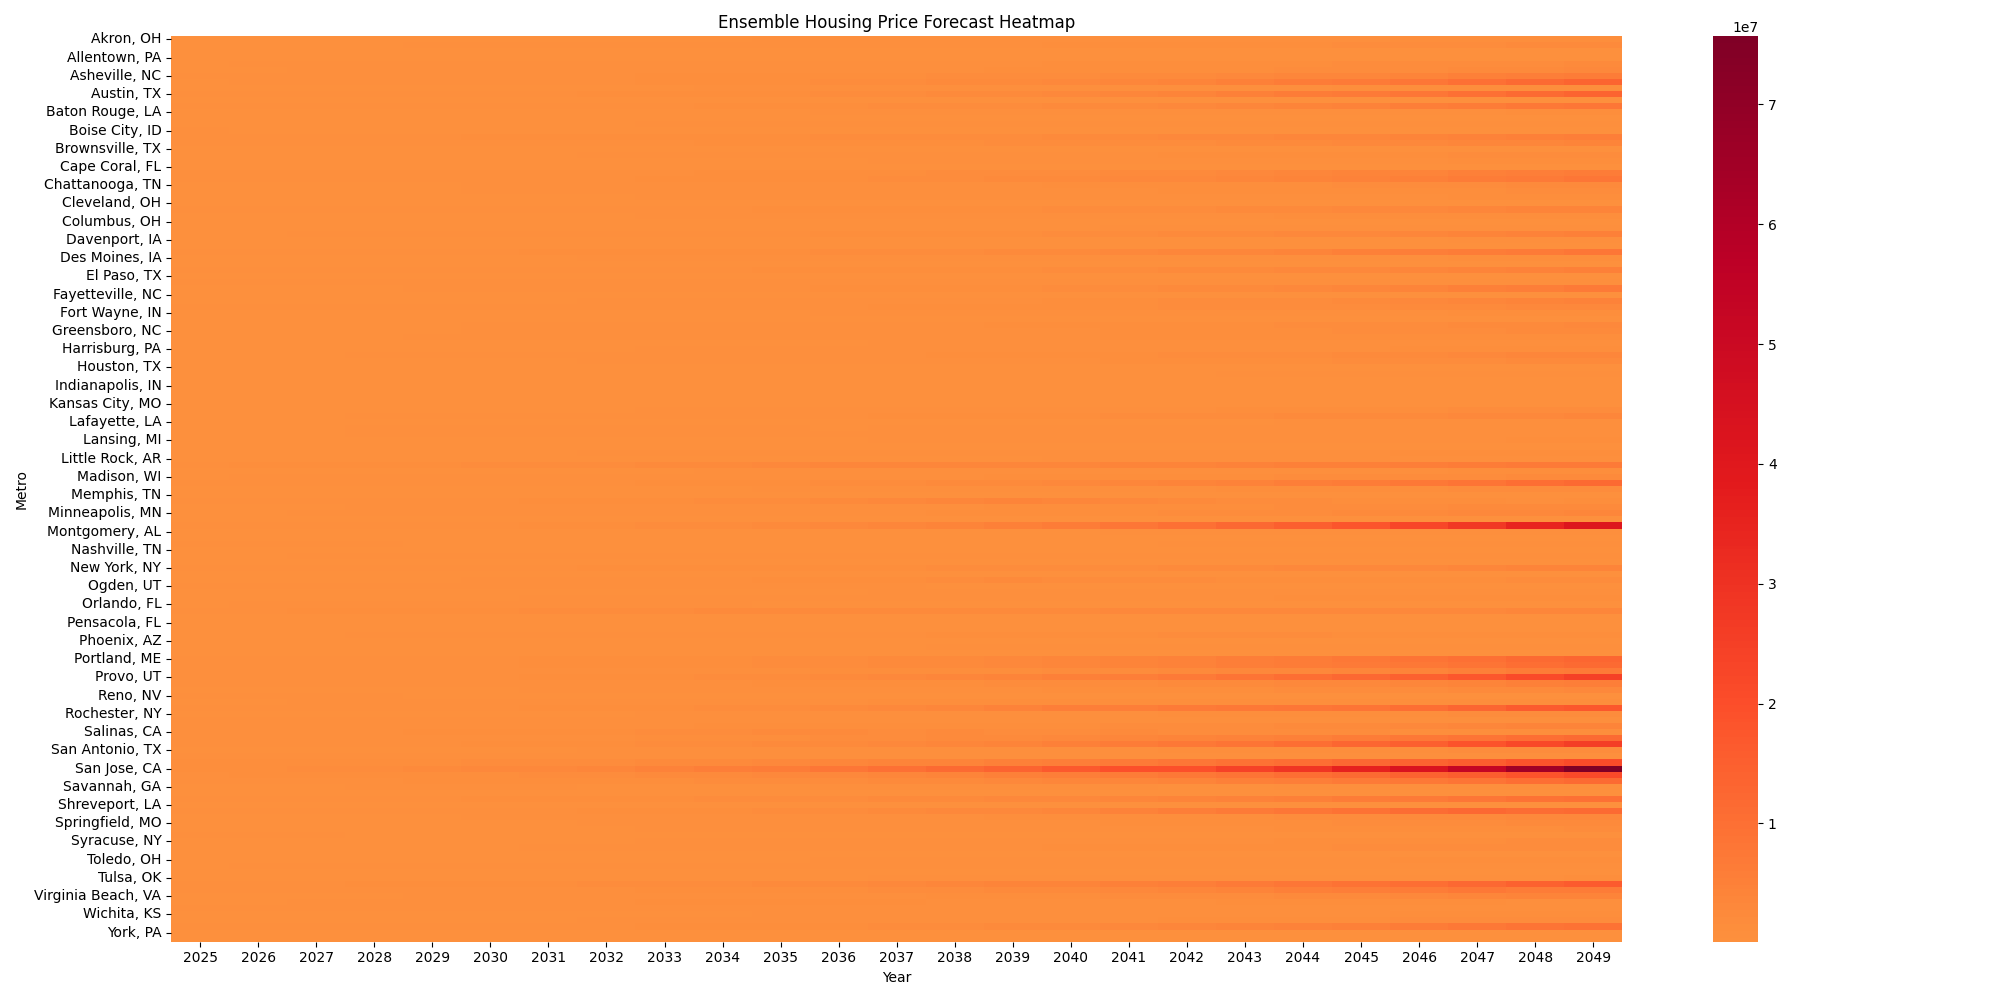 Ensemble Housing Price Forecast Heatmap
1e7
Akron, OH
Allentown, PA
Asheville, NC
Austin, TX
Baton Rouge, LA
Boise City, ID
Brownsville, TX
Cape Coral, FL
Chattanooga, TN
Cleveland, OH
Columbus, OH
Davenport, IA
Des Moines, IA
El Paso, TX
Fayetteville, NC
Fort Wayne, IN
Greensboro, NC
Harrisburg, PA
Houston, TX
Indianapolis, IN
Kansas City, MO
Lafayette, LA
Lansing, MI
Little Rock, AR
Madison, WI
Memphis, TN
Minneapolis, MN
Montgomery, AL
Nashville, TN
New York, NY
Ogden, UT
Orlando, FL
Pensacola, FL
Phoenix, AZ
Portland, ME
Provo, UT
Reno, NV
Rochester, NY
Salinas, CA
San Antonio, TX
San Jose, CA
Savannah, GA
Shreveport, LA
Springfield, MO
Syracuse, NY
Toledo, OH
Tulsa, OK
Virginia Beach, VA
Wichita, KS
York, PA
Metro
2025 2026 2027 2028 2029 2030 2031 2032 2033 2034 2035 2036 2037 2038 2039 2040 2041 2042 2043 2044 2045 2046 2047 2048 2049
Year
7
6
5
4
3
2
1